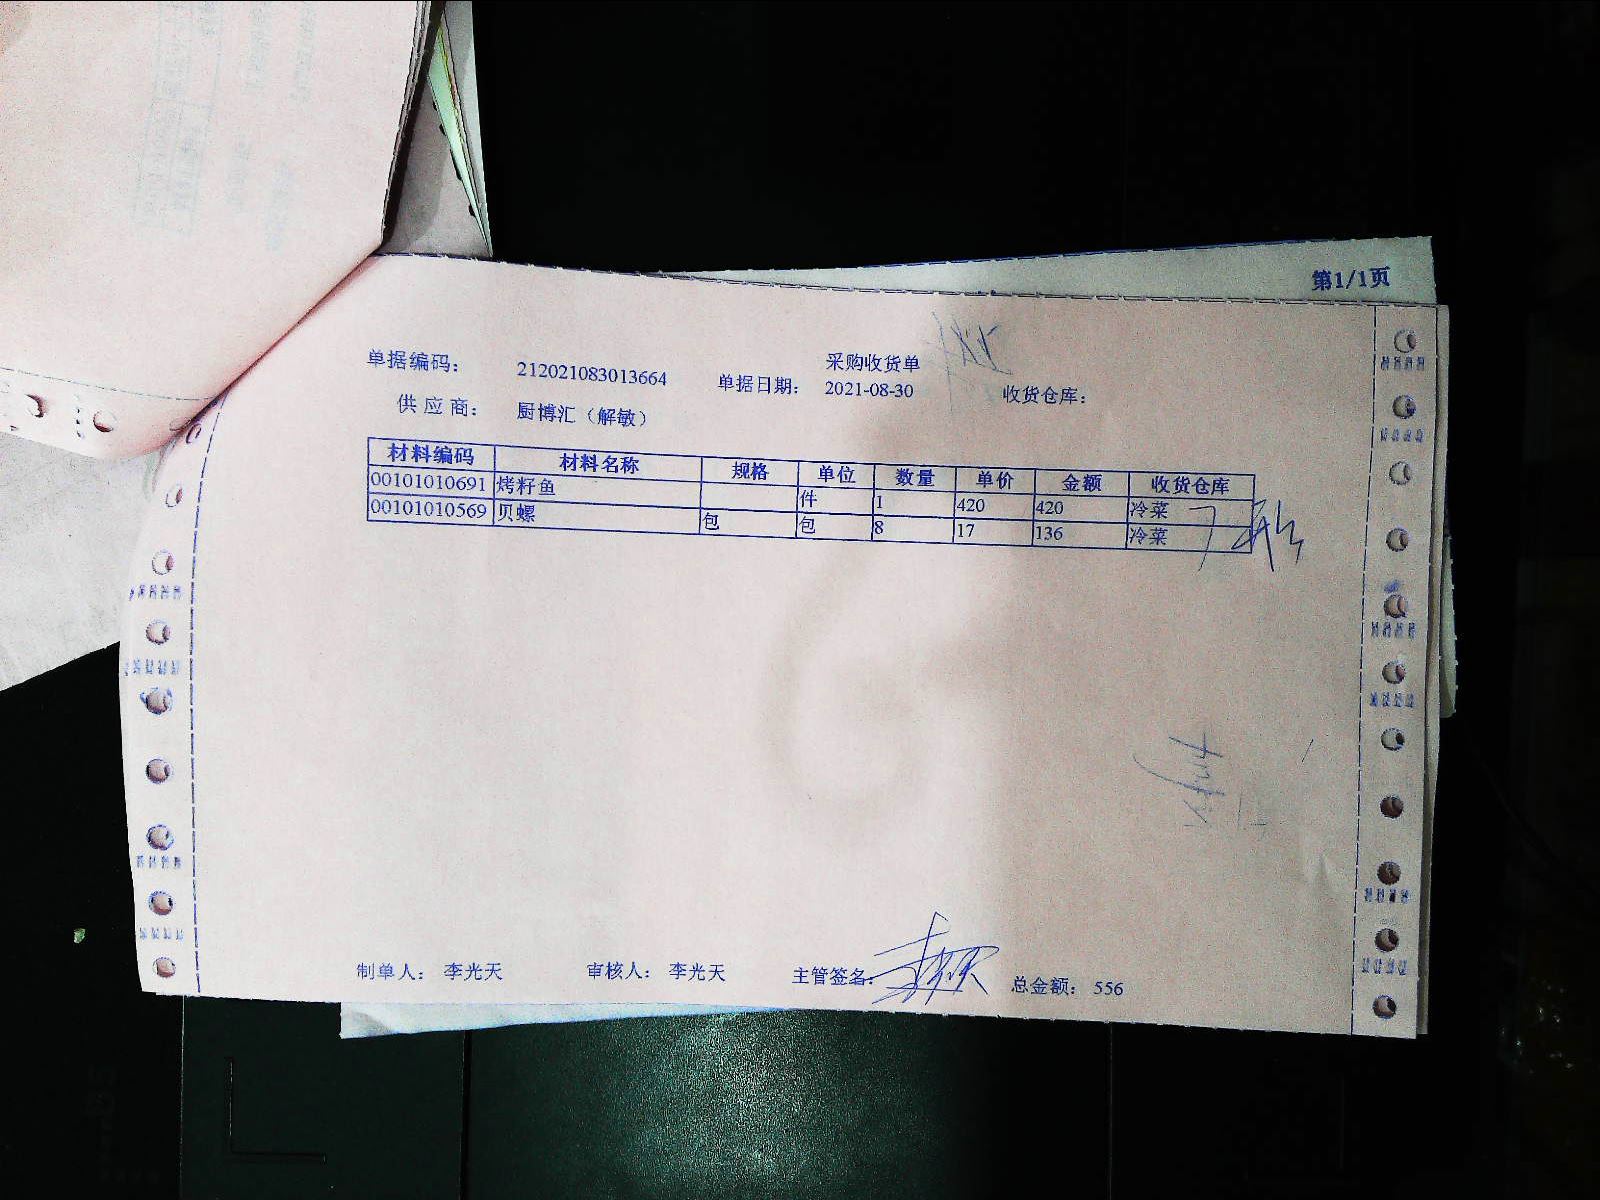 第1/1页
采购收货单
单据编码： 212021083013664 单据日期： 2021-08-30 收货仓库：
供应商： 厨博汇（解敏）
材料编码 材料名称 规格 单位 数量 单价 金额 收货仓库
00101010691 烤籽鱼 件 1 420 420 冷菜
00101010569 贝螺 包 包 8 17 136 冷菜
制单人： 李光天 审核人： 李光天 主管签名： 总金额： 556